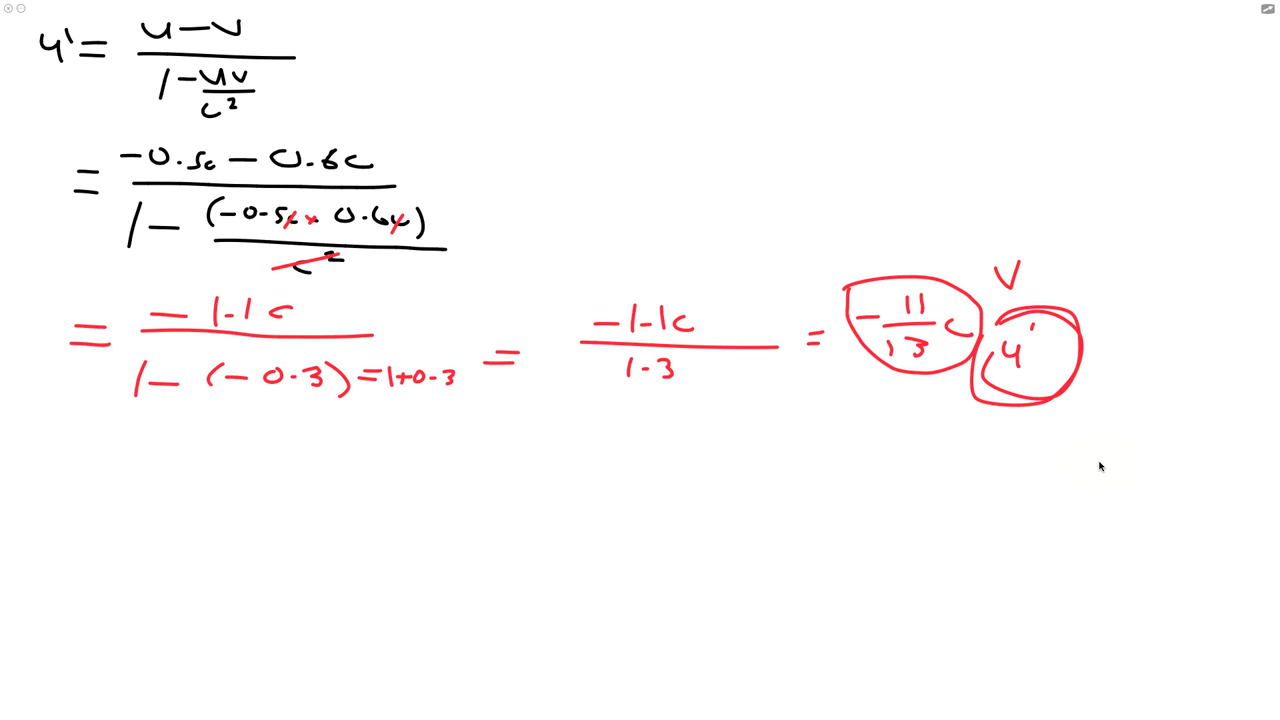 u' = u - v / 1 - uv/c²
= -0.5c - 0.6c / 1 - (-0.5c × 0.6c)/c²
= -1.1c / 1 - (-0.3) = 1+0.3 = -1.1c / 1.3 = -11/13 c u'
v